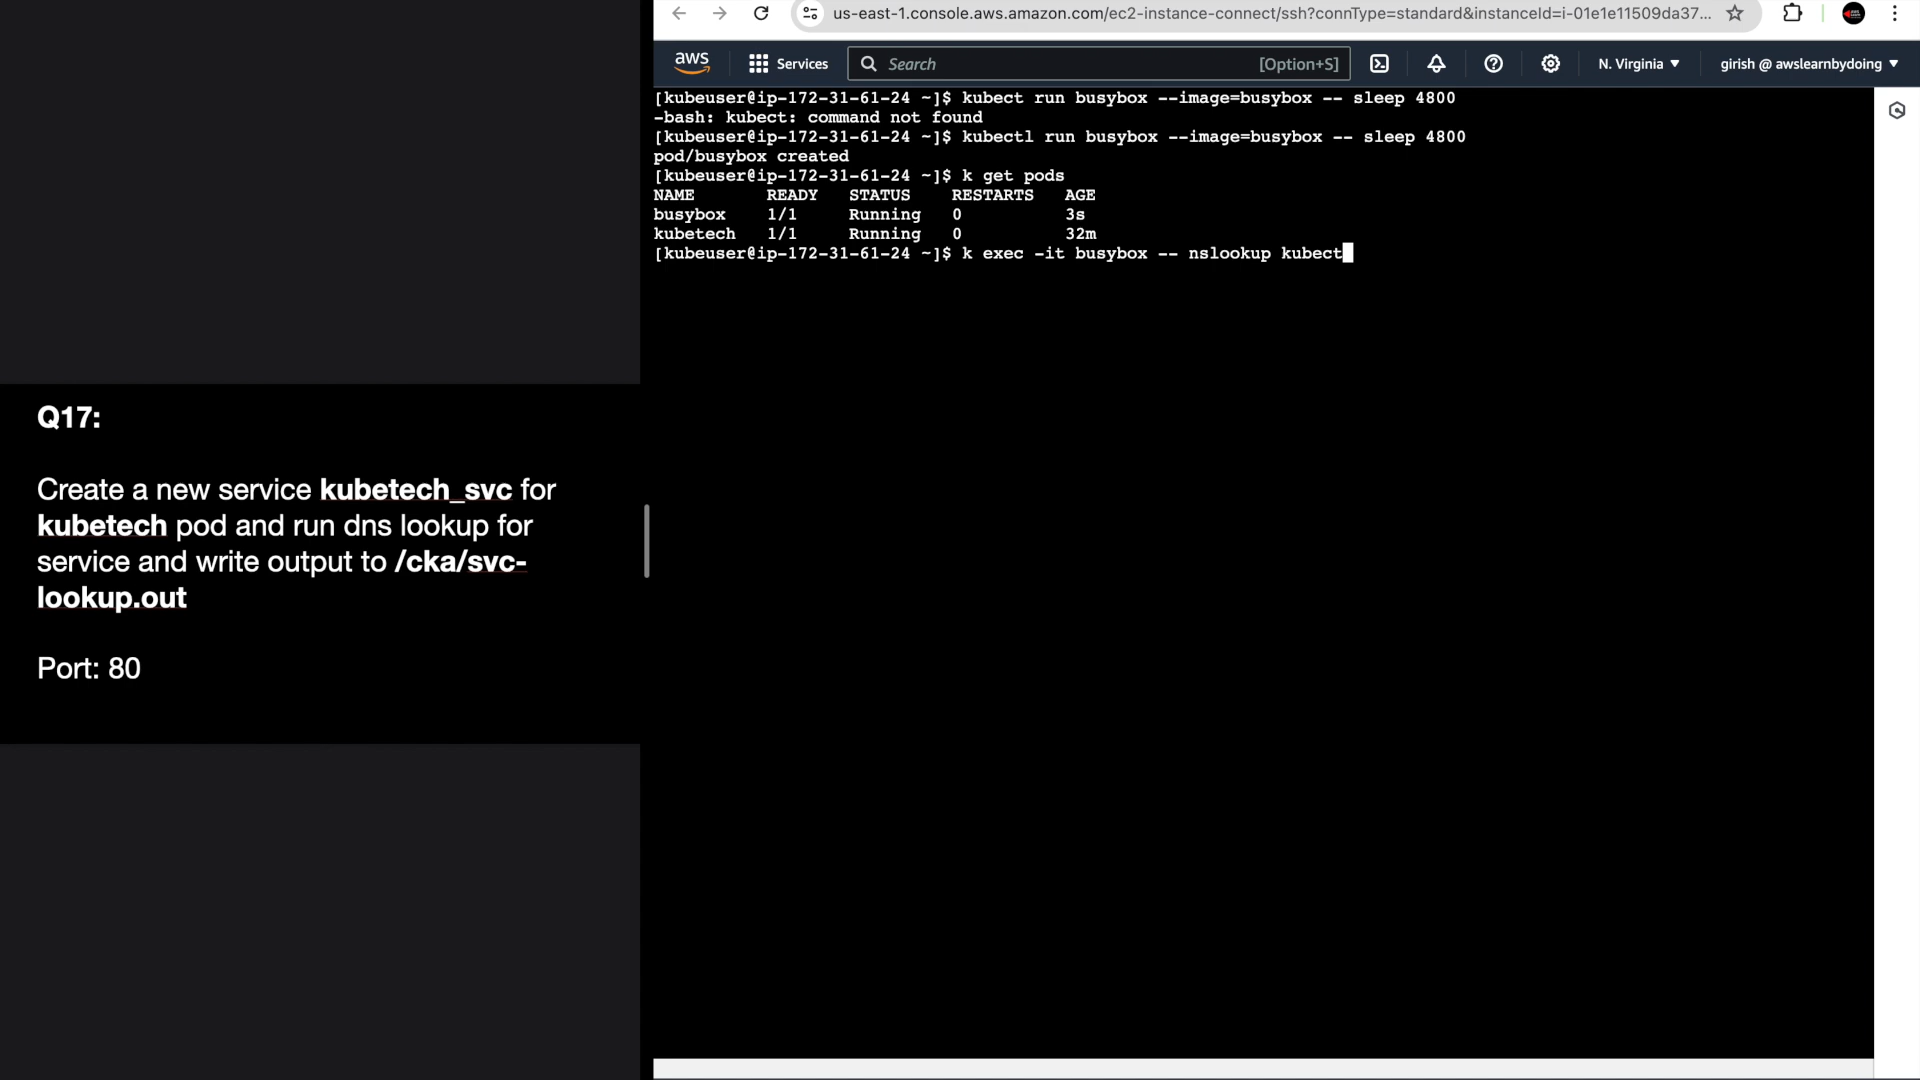 us-east-1.console.aws.amazon.com/ec2-instance-connect/ssh?connType=standard&instanceId=i-01e1e11509da37...
aws
Services
Search
[Option+S]
N. Virginia
girish @ awslearnbydoing
[kubeuser@ip-172-31-61-24 ~]$ kubect run busybox --image=busybox -- sleep 4800
-bash: kubect: command not found
[kubeuser@ip-172-31-61-24 ~]$ kubectl run busybox --image=busybox -- sleep 4800
pod/busybox created
[kubeuser@ip-172-31-61-24 ~]$ k get pods
NAME READY STATUS RESTARTS AGE
busybox 1/1 Running 0 3s
kubetech 1/1 Running 0 32m
[kubeuser@ip-172-31-61-24 ~]$ k exec -it busybox -- nslookup kubect
Q17:
Create a new service kubetech_svc for
kubetech pod and run dns lookup for
service and write output to /cka/svc-
lookup.out
Port: 80